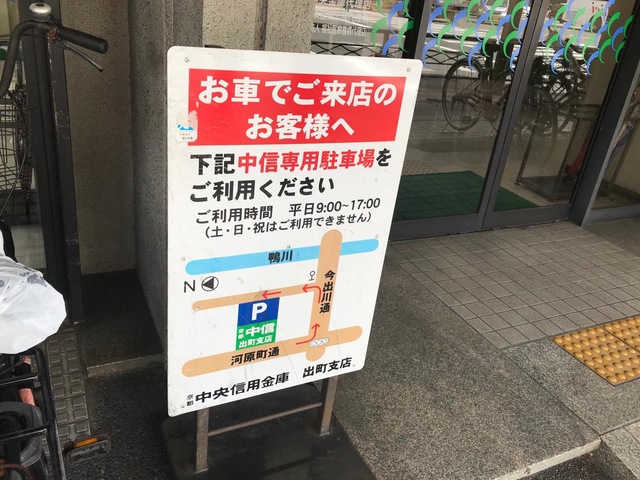 お車でご来店の
お客様へ
下記中信専用駐車場を
ご利用ください
ご利用時間 平日9:00~17:00
(土・日・祝はご利用できません)
鴨川
N
今出川通
P
京都 中信
出町支店
河原町通
京都 中央信用金庫 出町支店